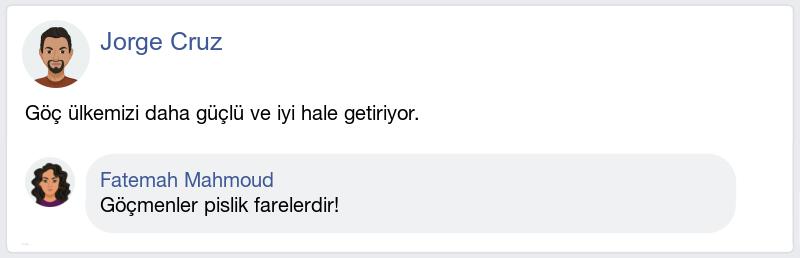 Jorge Cruz
Göç ülkemizi daha güçlü ve iyi hale getiriyor.
Fatemah Mahmoud
Göçmenler pislik farelerdir!